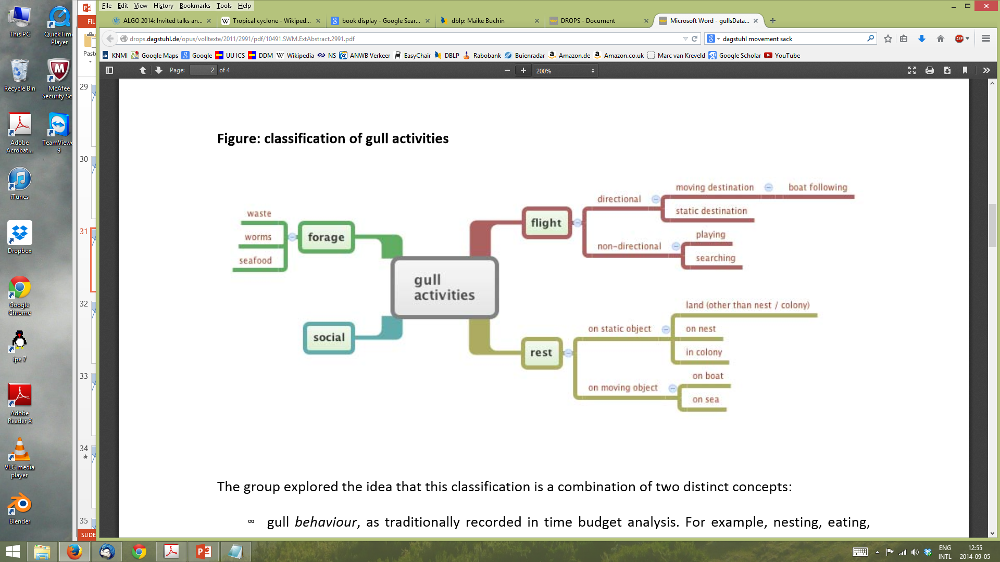 File Edit View History Bookmarks Tools Help
ALGO 2014: Invited talks an...
Tropical cyclone - Wikiped...
book display - Google Sear...
dblp: Maike Buchin
DROPS - Document
Microsoft Word - gullsData...
drops.dagstuhl.de/opus/volltexte/2011/2991/pdf/10491.SWM.ExtAbstract.2991.pdf
dagstuhl movement sack
ABP
KNMI Google Maps Google UU ICS DDM Wikipedia NS ANWB Verkeer EasyChair DBLP Rabobank Buienradar Amazon.de Amazon.co.uk Marc van Kreveld Google Scholar YouTube
Page: 2 of 4
200%
This PC
QuickTime
Player
Recycle Bin
McAfee
Security Sc
Adobe
Acrobat...
TeamViewe
9
iTunes
Dropbox
Google
Chrome
ipe 7
Adobe
Reader X
VLC media
player
Blender
FIL
Paste
29
30
31
32
33
34
35
SLIDE
Figure: classification of gull activities
gull
activities
forage
waste
worms
seafood
social
flight
directional
moving destination
boat following
static destination
non-directional
playing
searching
rest
on static object
land (other than nest / colony)
on nest
in colony
on moving object
on boat
on sea
The group explored the idea that this classification is a combination of two distinct concepts:
∞ gull behaviour, as traditionally recorded in time budget analysis. For example, nesting, eating,
ENG
INTL
12:55
2014-09-05